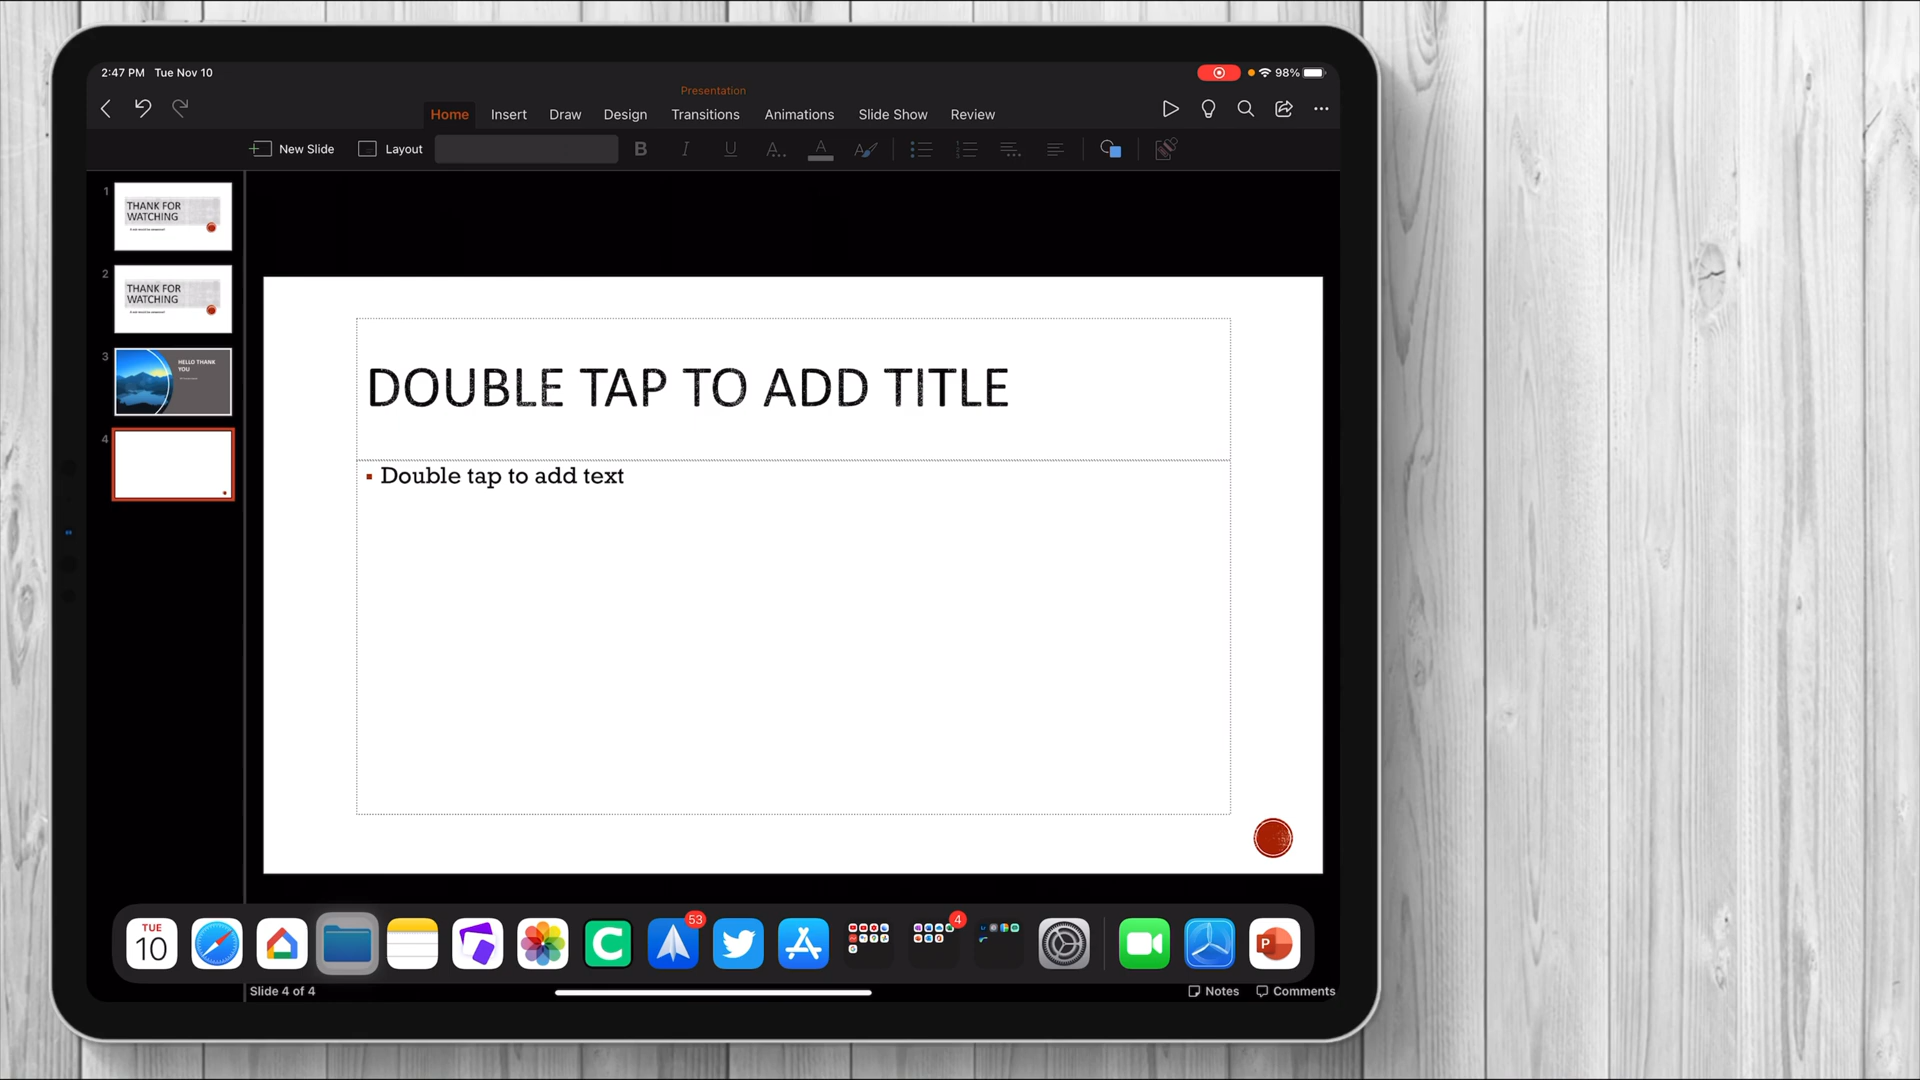 2:47 PM Tue Nov 10
98%
Presentation
Home Insert Draw Design Transitions Animations Slide Show Review
New Slide Layout B I U A A A
1
THANK FOR
WATCHING
2
THANK FOR
WATCHING
3
HELLO THANK
YOU
4
DOUBLE TAP TO ADD TITLE
Double tap to add text
TUE
10
C
53
4
P
Slide 4 of 4
Notes Comments